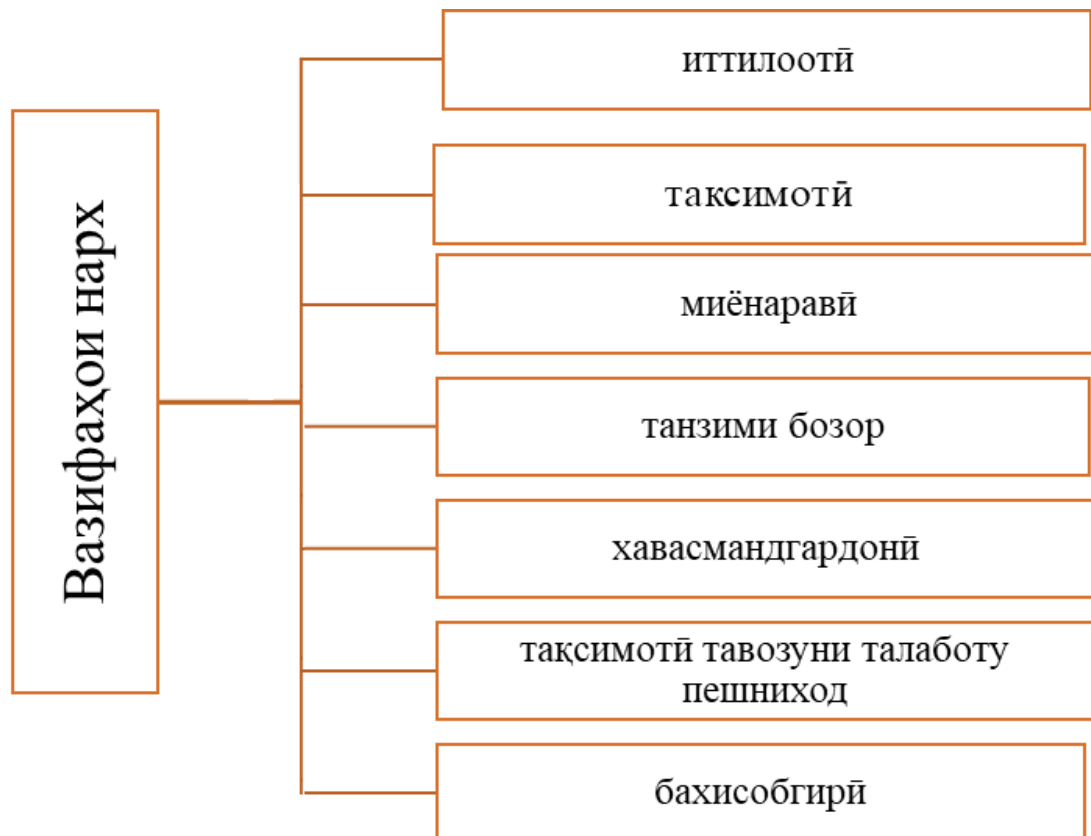 Вазифаҳои нарх
иттилоотӣ
таксимотӣ
миёнаравӣ
танзими бозор
хавасмандгардонӣ
тақсимотӣ тавозуни талаботу
пешниход
бахисобгирӣ